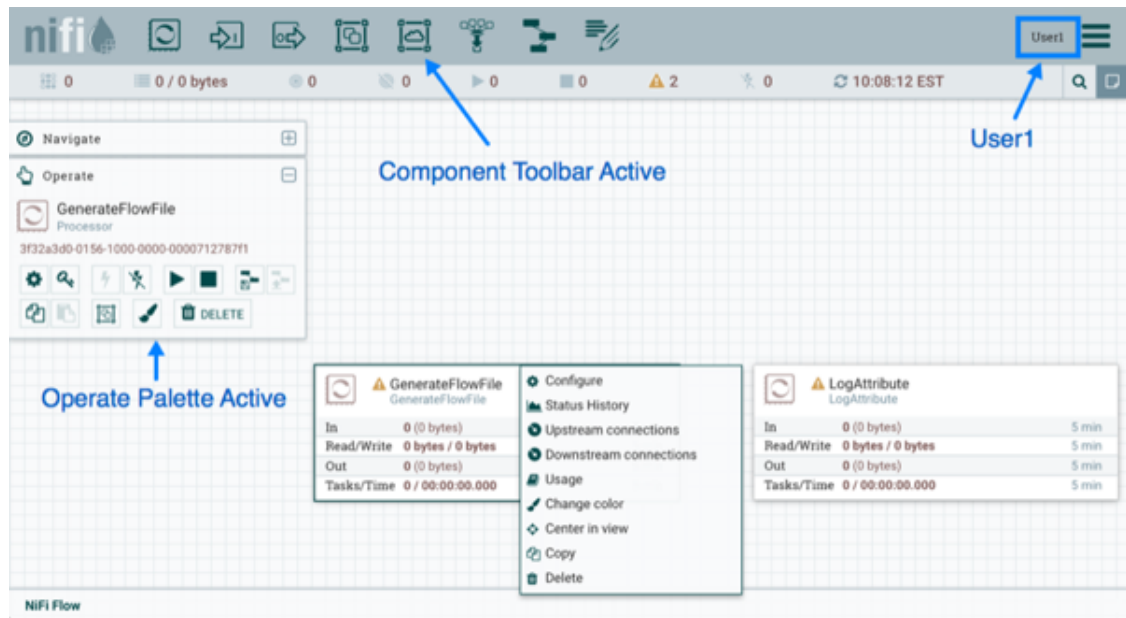 nifi
User1
0
0 / 0 bytes
0
0
0
0
2
0
10:08:12 EST
User1
Component Toolbar Active
Navigate
Operate
GenerateFlowFile
Processor
3f32a3d0-0156-1000-0000-0000712787f1
DELETE
Operate Palette Active
GenerateFlowFile
GenerateFlowFile
In 0 (0 bytes)
Read/Write 0 bytes / 0 bytes
Out 0 (0 bytes)
Tasks/Time 0 / 00:00:00.000
Configure
Status History
Upstream connections
Downstream connections
Usage
Change color
Center in view
Copy
Delete
LogAttribute
LogAttribute
In 0 (0 bytes) 5 min
Read/Write 0 bytes / 0 bytes 5 min
Out 0 (0 bytes) 5 min
Tasks/Time 0 / 00:00:00.000 5 min
NiFi Flow